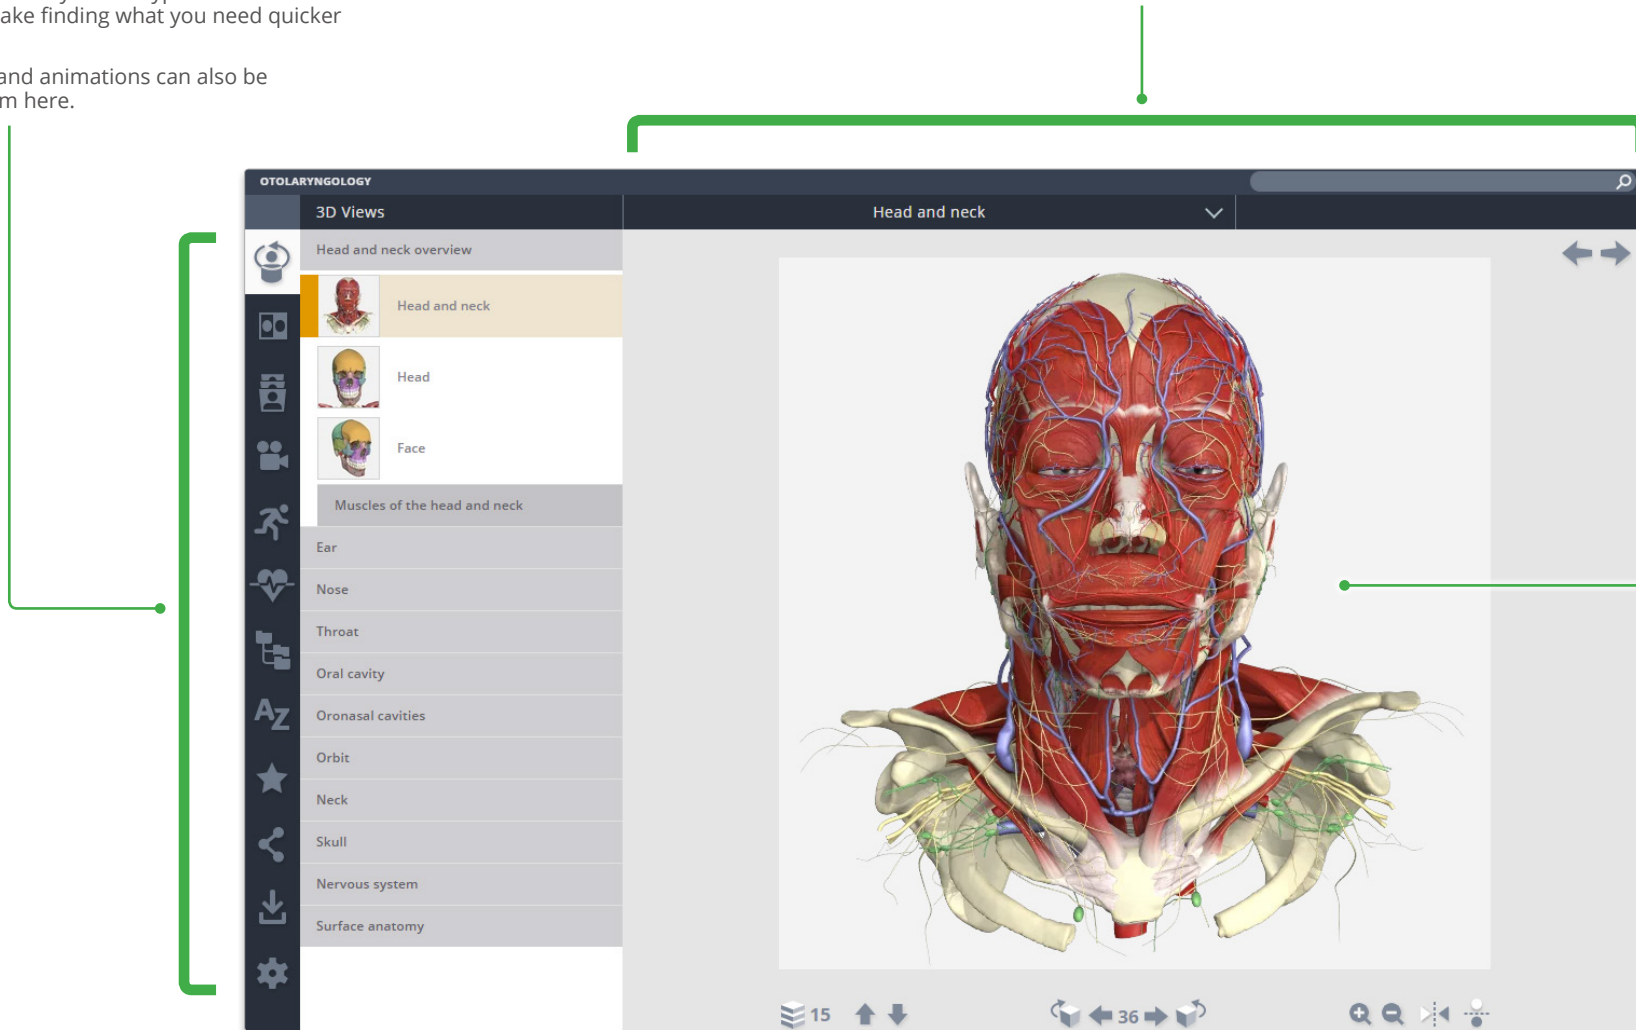 ake finding what you need quicker
and animations can also be
m here.
OTOLARYNGOLOGY
3D Views
Head and neck
Head and neck overview
Head and neck
Head
Face
Muscles of the head and neck
Ear
Nose
Throat
Oral cavity
Oronasal cavities
Orbit
Neck
Skull
Nervous system
Surface anatomy
AZ
15
36